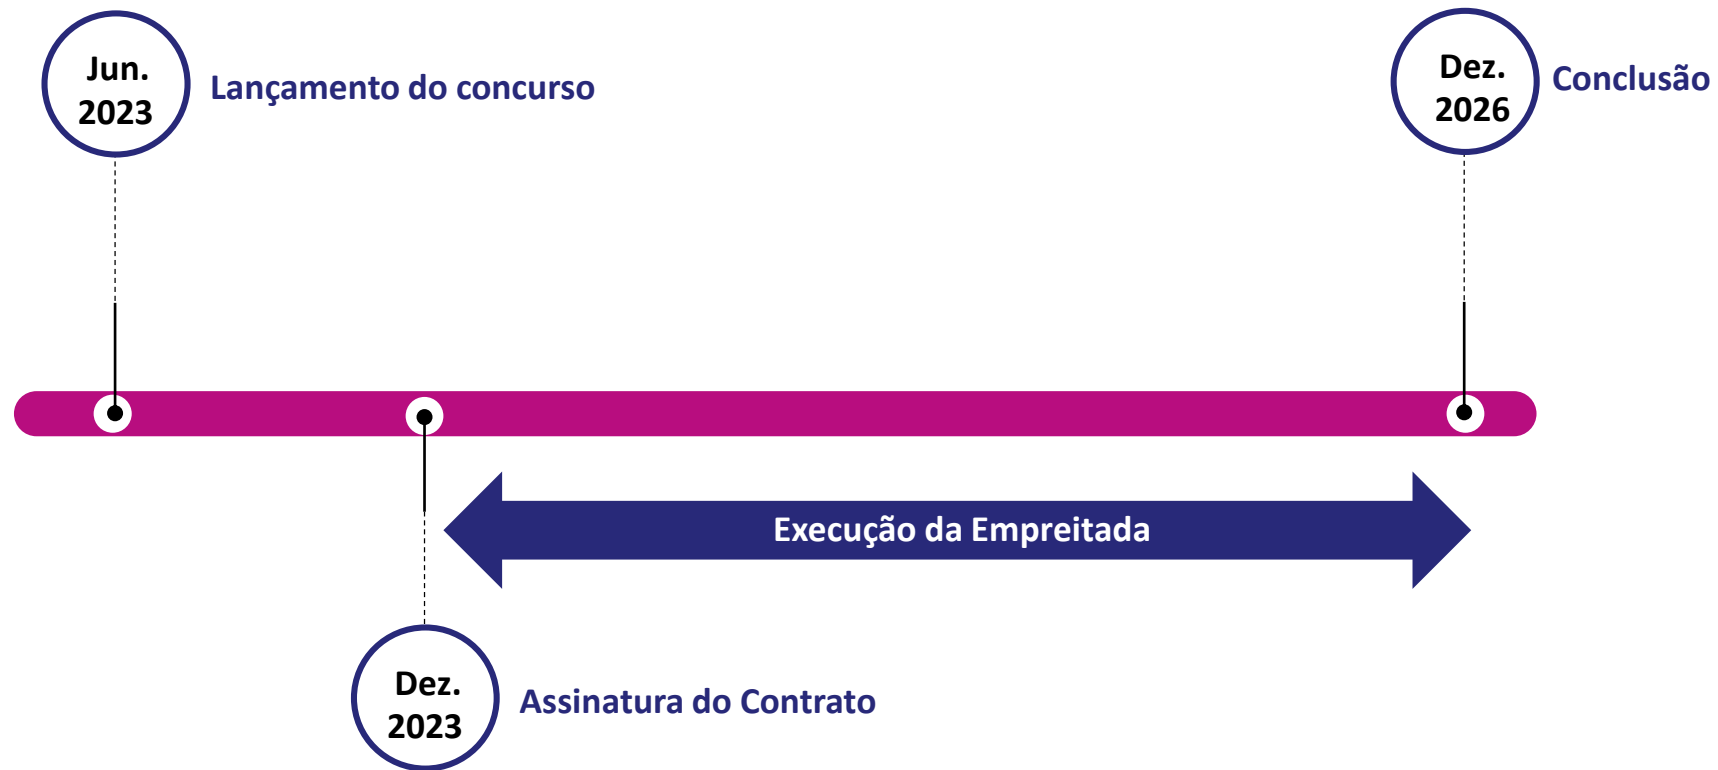 Jun.
2023
Lançamento do concurso
Dez.
2026
Conclusão
Execução da Empreitada
Dez.
2023
Assinatura do Contrato